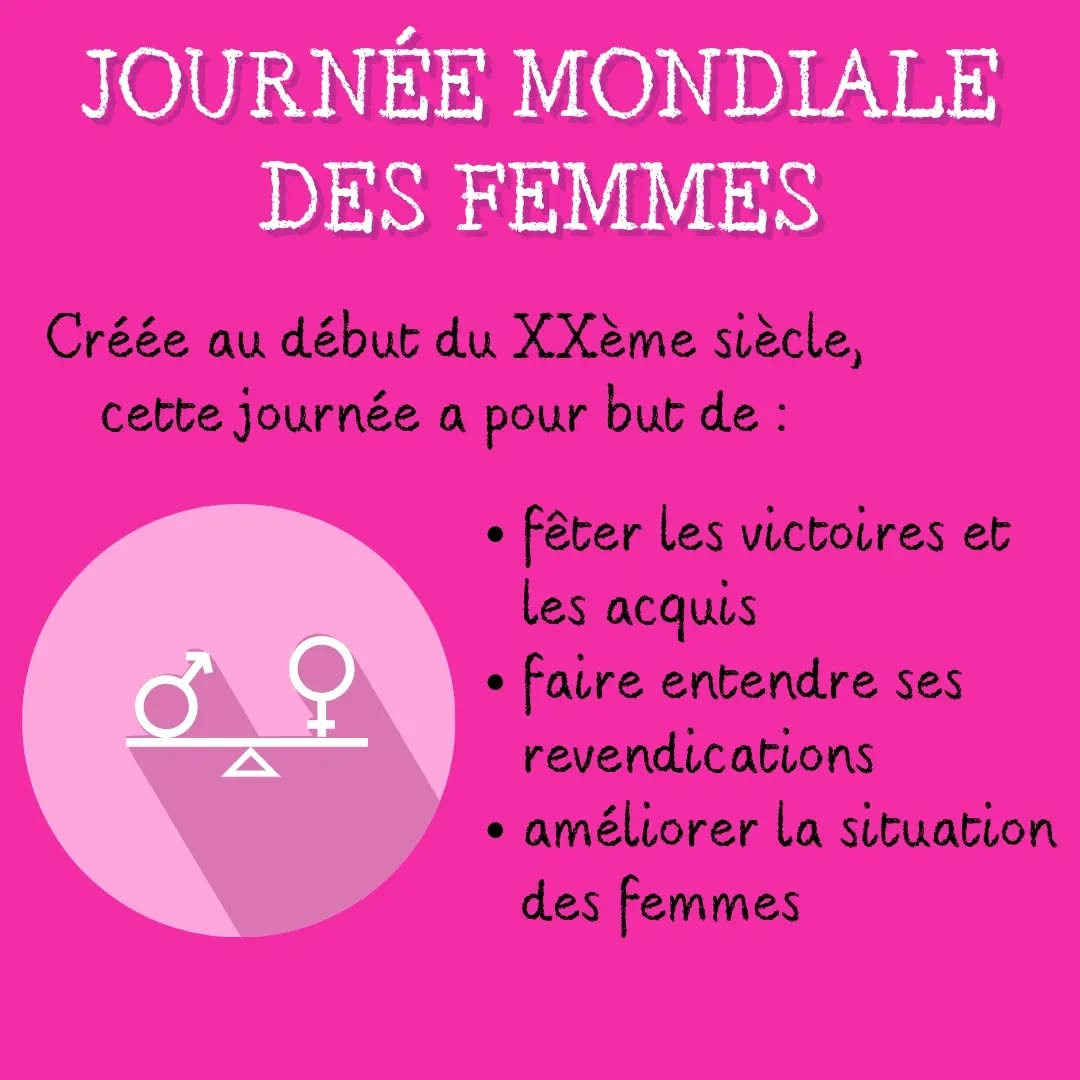 JOURNÉE MONDIALE
DES FEMMES
Créée au début du XXème siècle,
cette journée a pour but de :
• fêter les victoires et
les acquis
• faire entendre ses
revendications
• améliorer la situation
des femmes